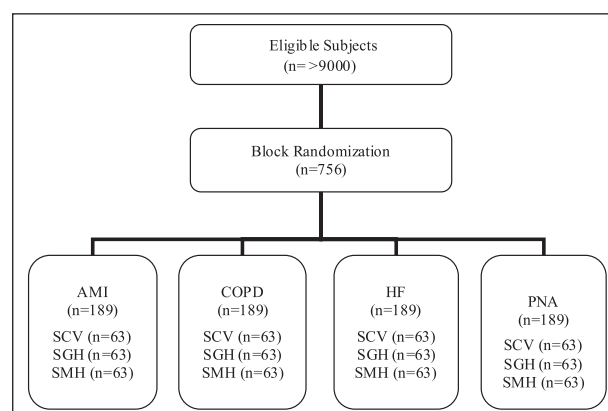 Eligible Subjects
(n= >9000)
Block Randomization
(n=756)
AMI
(n=189)
SCV (n=63)
SGH (n=63)
SMH (n=63)
COPD
(n=189)
SCV (n=63)
SGH (n=63)
SMH (n=63)
HF
(n=189)
SCV (n=63)
SGH (n=63)
SMH (n=63)
PNA
(n=189)
SCV (n=63)
SGH (n=63)
SMH (n=63)